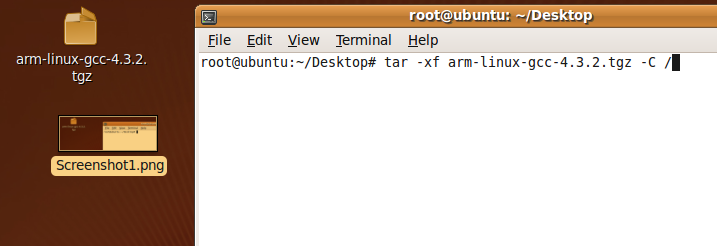 arm-linux-gcc-4.3.2.
tgz
Screenshot1.png
root@ubuntu: ~/Desktop
File Edit View Terminal Help
root@ubuntu:~/Desktop# tar -xf arm-linux-gcc-4.3.2.tgz -C /